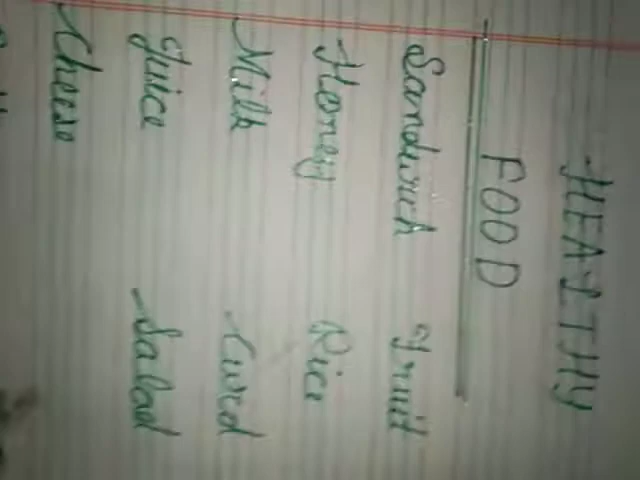 HEALTHY
FOOD
Sandwich Fruit
Honey Rice
Milk Curd
Juice Salad
Cheese